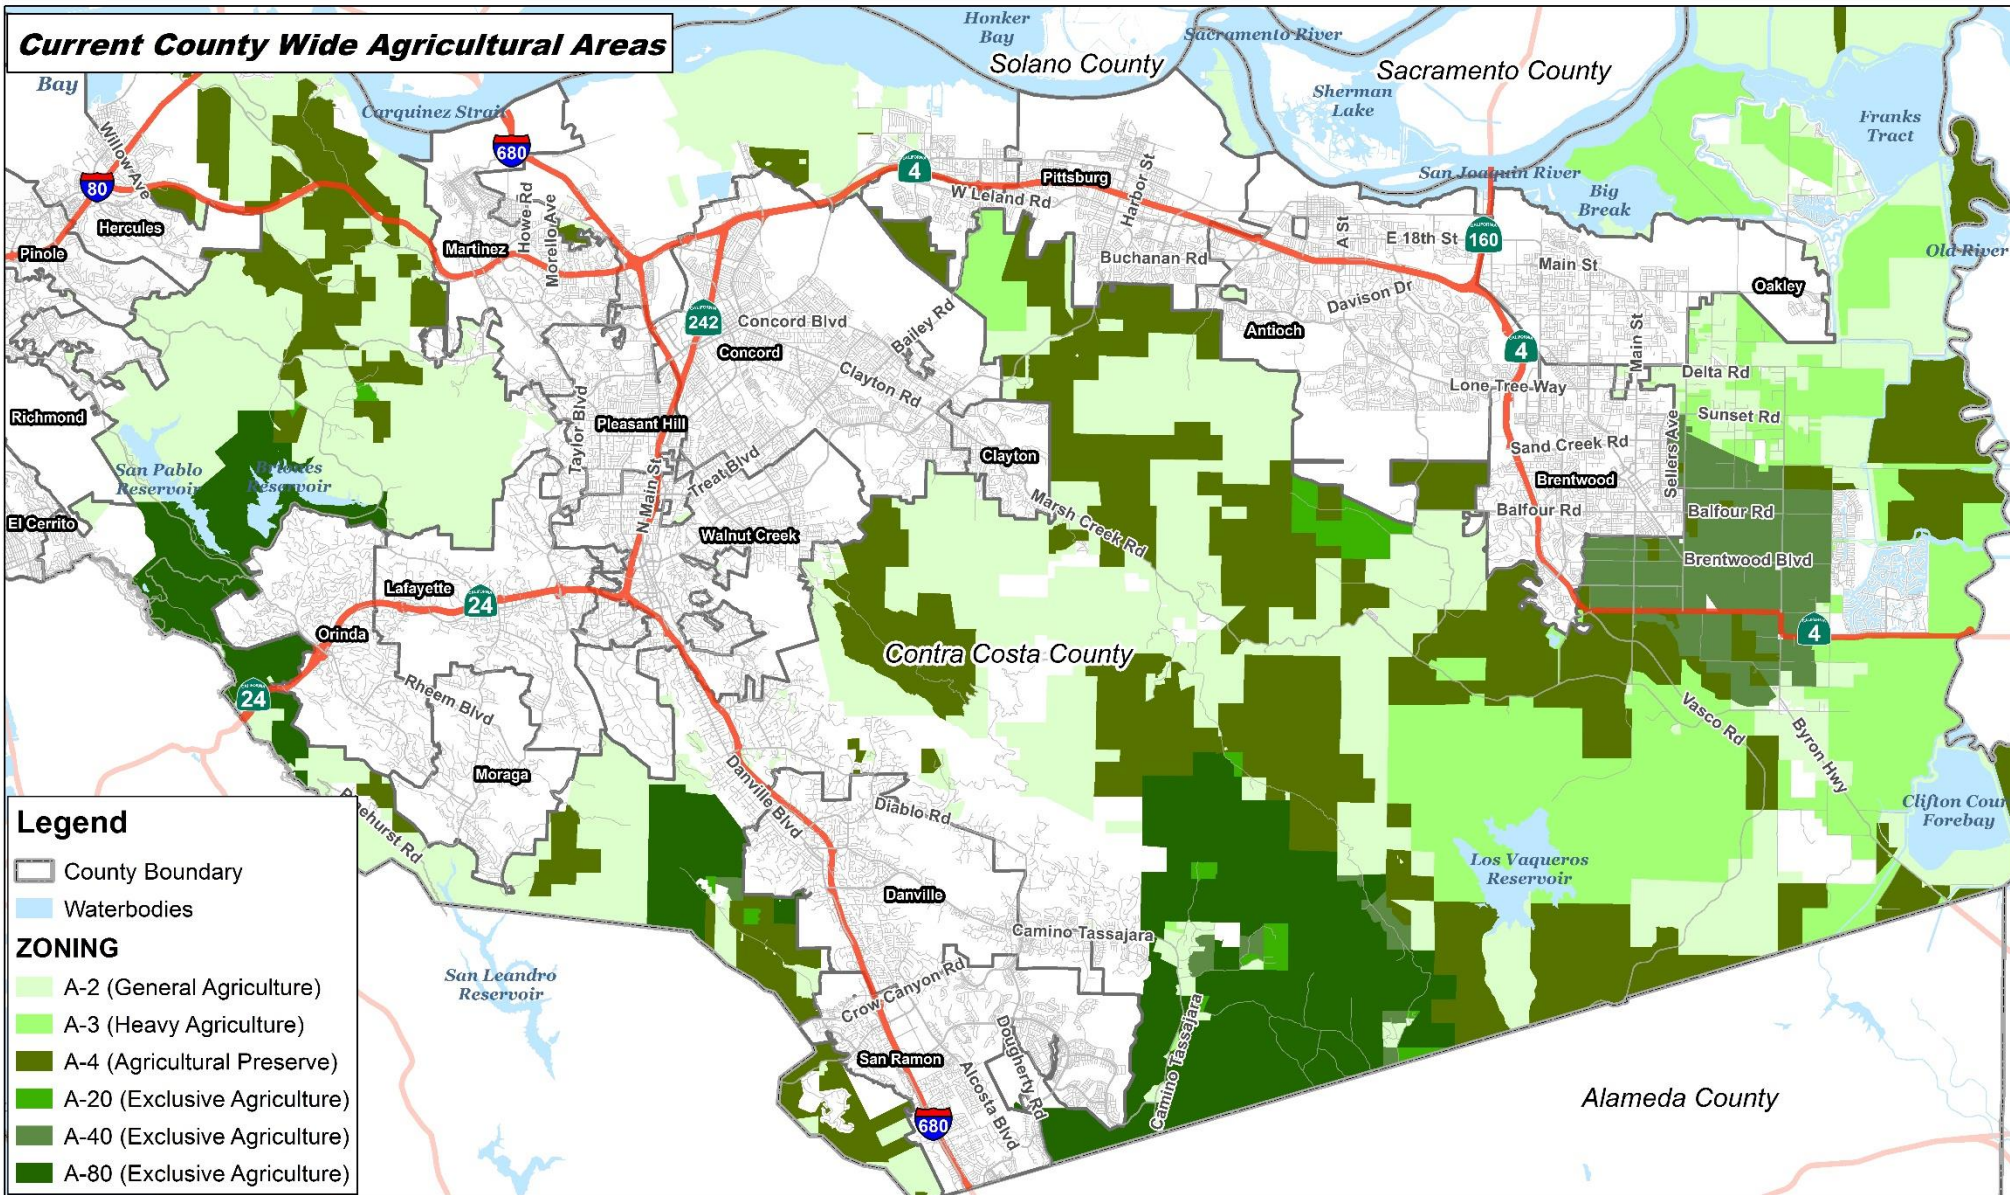 Current County Wide Agricultural Areas
Honker
Bay
Sacramento River
Solano County
Sacramento County
Bay
Carquinez Strait
Sherman
Lake
Franks
Tract
Willow Ave
680
80
CALIFORNIA
4
Pittsburg
W Leland Rd
Harbor St
San Joaquin River
Big
Break
Hercules
Pinole
Martinez
Howe Rd
Morello Ave
Buchanan Rd
A St
E 18th St
CALIFORNIA
160
Main St
Old River
Oakley
Davison Dr
CALIFORNIA
242
Concord Blvd
Concord
Bailey Rd
Antioch
CALIFORNIA
4
Main St
Delta Rd
Clayton Rd
Lone Tree Way
Richmond
Taylor Blvd
Pleasant Hill
Sunset Rd
Sand Creek Rd
Sellers Ave
San Pablo
Reservoir
Briones
Reservoir
Treat Blvd
Clayton
Brentwood
N Main St
El Cerrito
Walnut Creek
Marsh Creek Rd
Balfour Rd
Balfour Rd
Brentwood Blvd
Lafayette
CALIFORNIA
24
Orinda
Contra Costa County
CALIFORNIA
4
CALIFORNIA
24
Rheem Blvd
Vasco Rd
Byron Hwy
Moraga
Danville Blvd
Diablo Rd
Clifton Cour
Forebay
Los Vaqueros
Reservoir
Danville
Camino Tassajara
San Leandro
Reservoir
Crow Canyon Rd
Dougherty Rd
Camino Tassajara
San Ramon
Alcosta Blvd
680
Alameda County
Legend
County Boundary
Waterbodies
ZONING
A-2 (General Agriculture)
A-3 (Heavy Agriculture)
A-4 (Agricultural Preserve)
A-20 (Exclusive Agriculture)
A-40 (Exclusive Agriculture)
A-80 (Exclusive Agriculture)